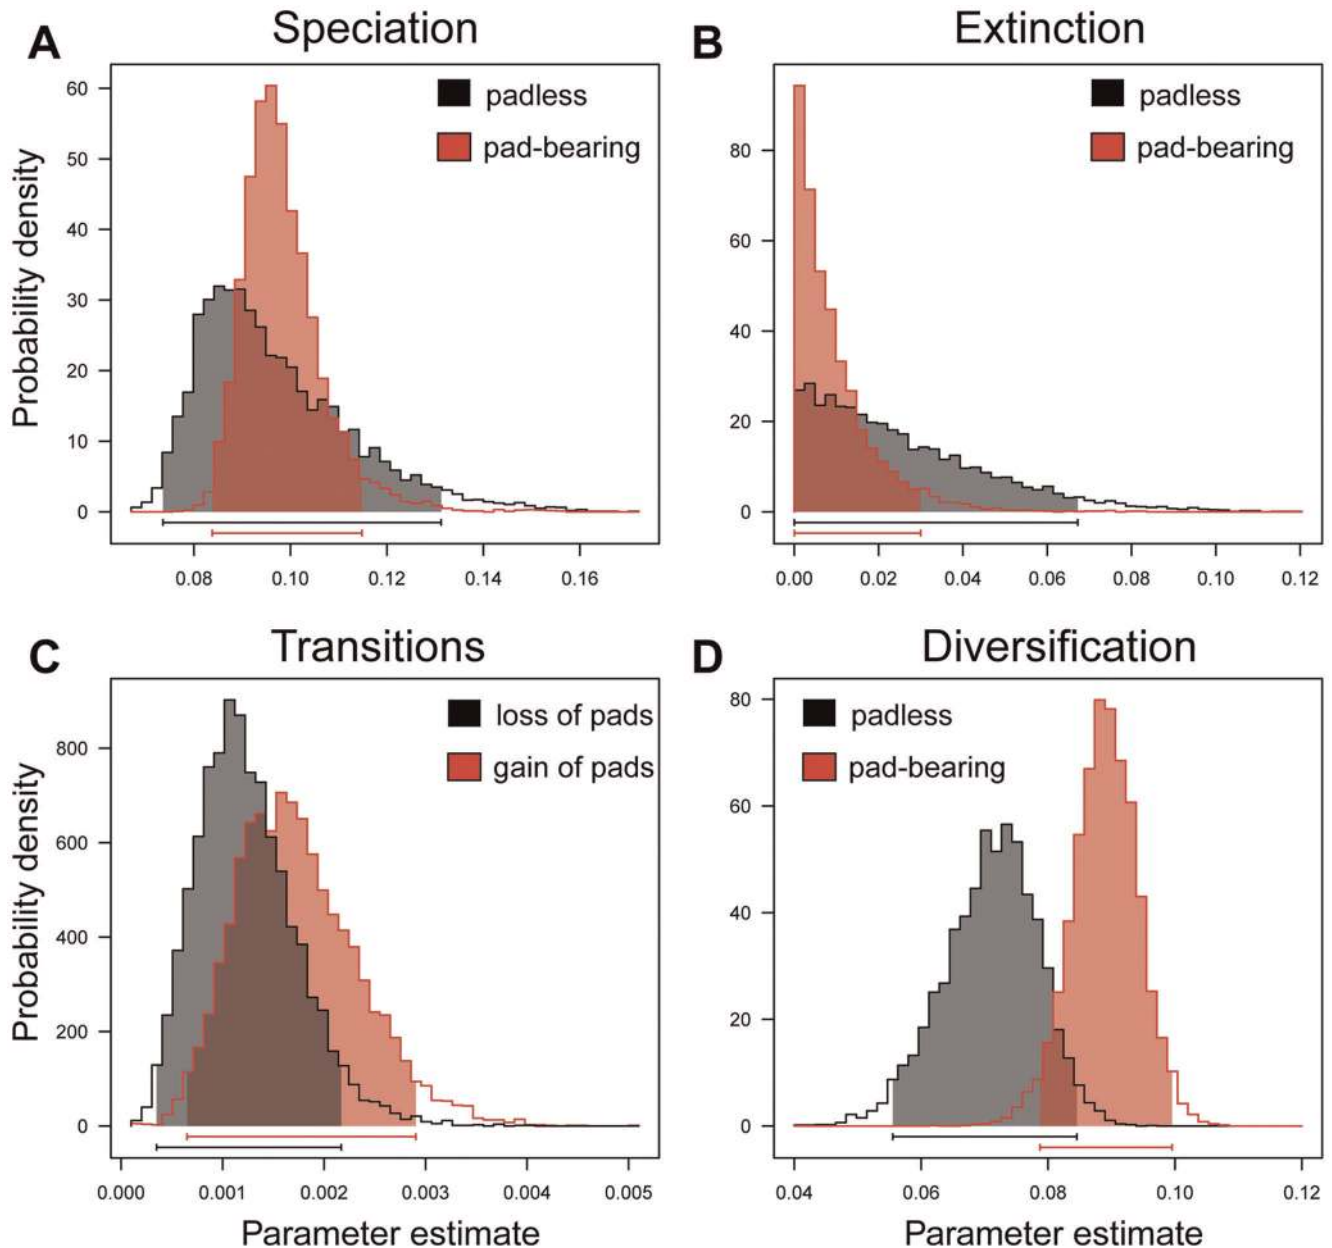 A Speciation
Probability density
60
50
40
30
20
10
0
padless
pad-bearing
0.08 0.10 0.12 0.14 0.16
B Extinction
80
60
40
20
0
padless
pad-bearing
0.00 0.02 0.04 0.06 0.08 0.10 0.12
C Transitions
Probability density
800
600
400
200
0
loss of pads
gain of pads
0.000 0.001 0.002 0.003 0.004 0.005
Parameter estimate
D Diversification
80
60
40
20
0
padless
pad-bearing
0.04 0.06 0.08 0.10 0.12
Parameter estimate